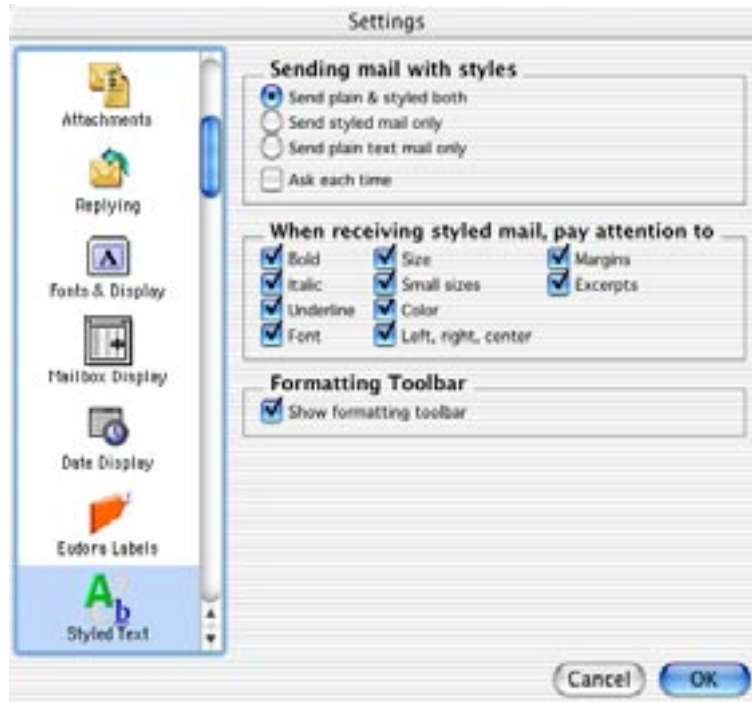 Settings
Attachments
Replying
Fonts & Display
Mailbox Display
Date Display
Eudora Labels
Styled Text
Sending mail with styles
Send plain & styled both
Send styled mail only
Send plain text mail only
Ask each time
When receiving styled mail, pay attention to
Bold Size Margins
Italic Small sizes Excerpts
Underline Color
Font Left, right, center
Formatting Toolbar
Show formatting toolbar
Cancel OK